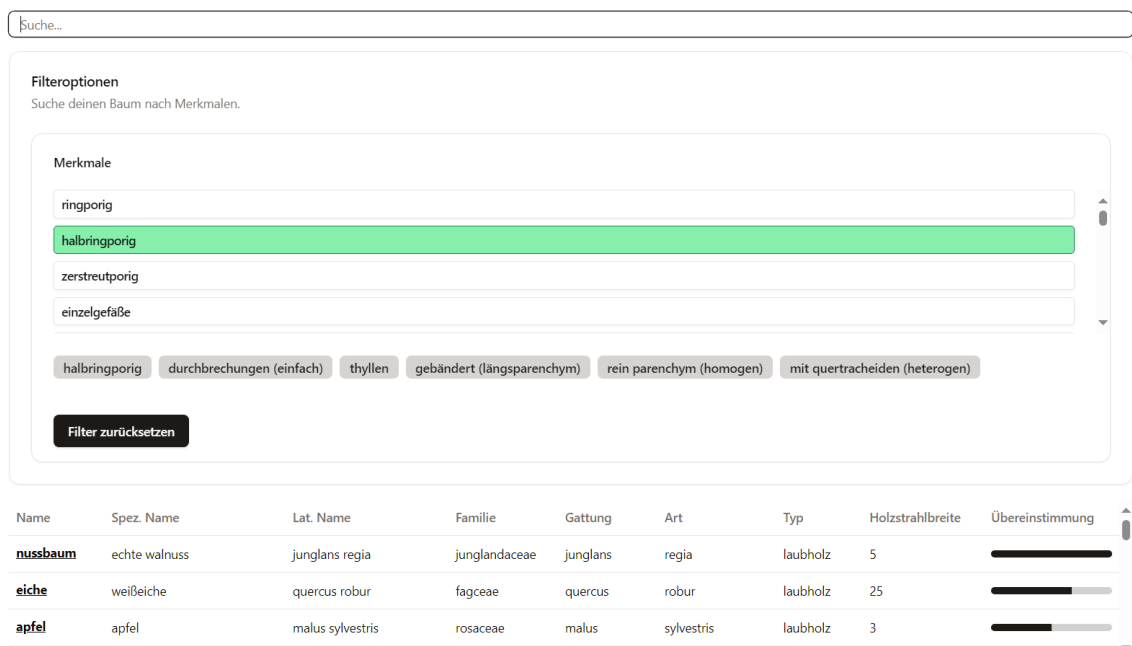 Suche...
Filteroptionen
Suche deinen Baum nach Merkmalen.
Merkmale
ringporig
halbringporig
zerstreutporig
einzelgefäße
halbringporig durchbrechungen (einfach) thyllen gebändert (längsparenchym) rein parenchym (homogen) mit quertracheiden (heterogen)
Filter zurücksetzen
Name Spez. Name Lat. Name Familie Gattung Art Typ Holzstrahlbreite Übereinstimmung
nussbaum echte walnuss junglans regia junglandaceae junglans regia laubholz 5
eiche weißeiche quercus robur fagceae quercus robur laubholz 25
apfel apfel malus sylvestris rosaceae malus sylvestris laubholz 3